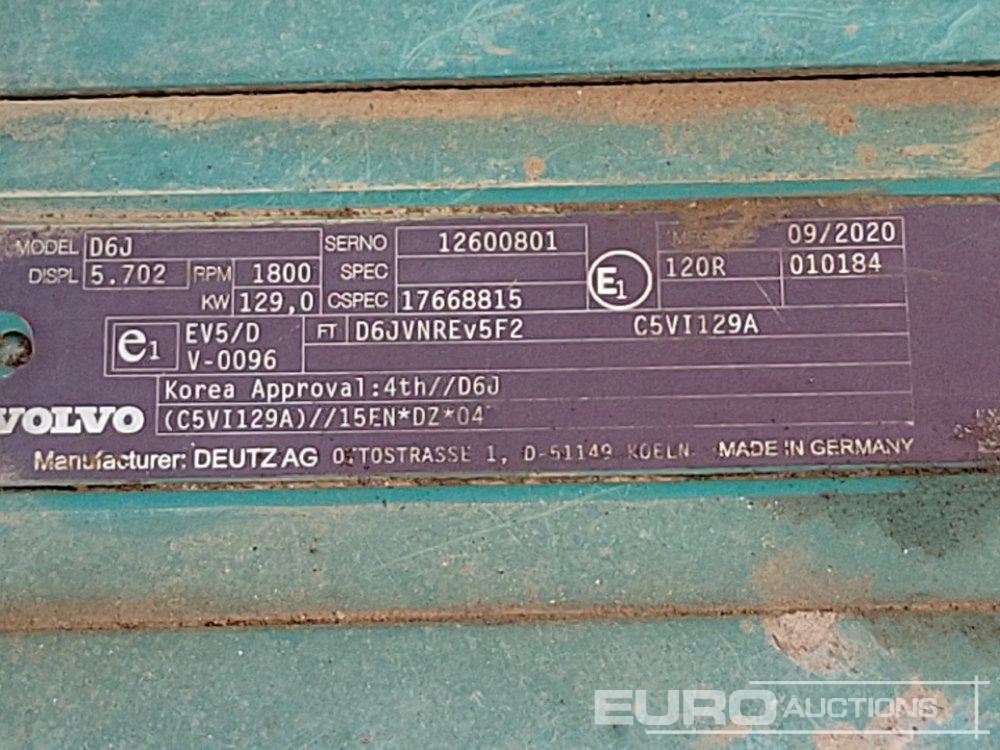 MODEL D6J SERNO 12600801 09/2020
DISPL 5.702 RPM 1800 SPEC E1 120R 010184
KW 129,0 CSPEC 17668815
e1 EV5/D FT D6JVNREv5F2 C5VI129A
V-0096
Korea Approval:4th//D6J
VOLVO (C5VI129A)//15EN*DZ*04
Manufacturer: DEUTZ AG OTTOSTRASSE 1, D-51149 KOELN MADE IN GERMANY
EURO AUCTIONS